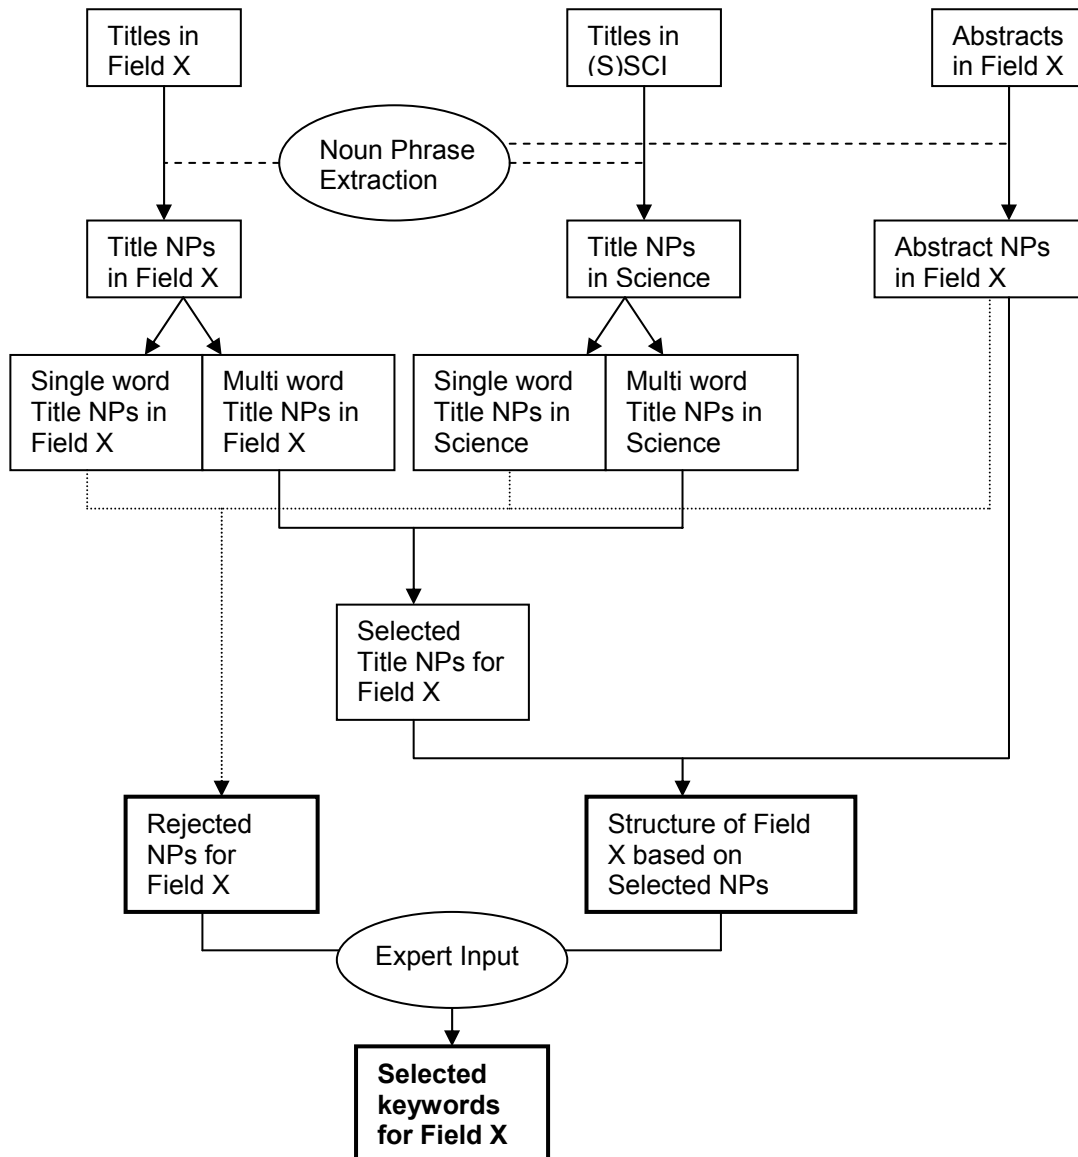 Titles in
Field X
Titles in
(S)SCI
Abstracts
in Field X
Noun Phrase
Extraction
Title NPs
in Field X
Title NPs
in Science
Abstract NPs
in Field X
Single word
Title NPs in
Field X
Multi word
Title NPs in
Field X
Single word
Title NPs in
Science
Multi word
Title NPs in
Science
Selected
Title NPs for
Field X
Rejected
NPs for
Field X
Structure of Field
X based on
Selected NPs
Expert Input
Selected
keywords
for Field X